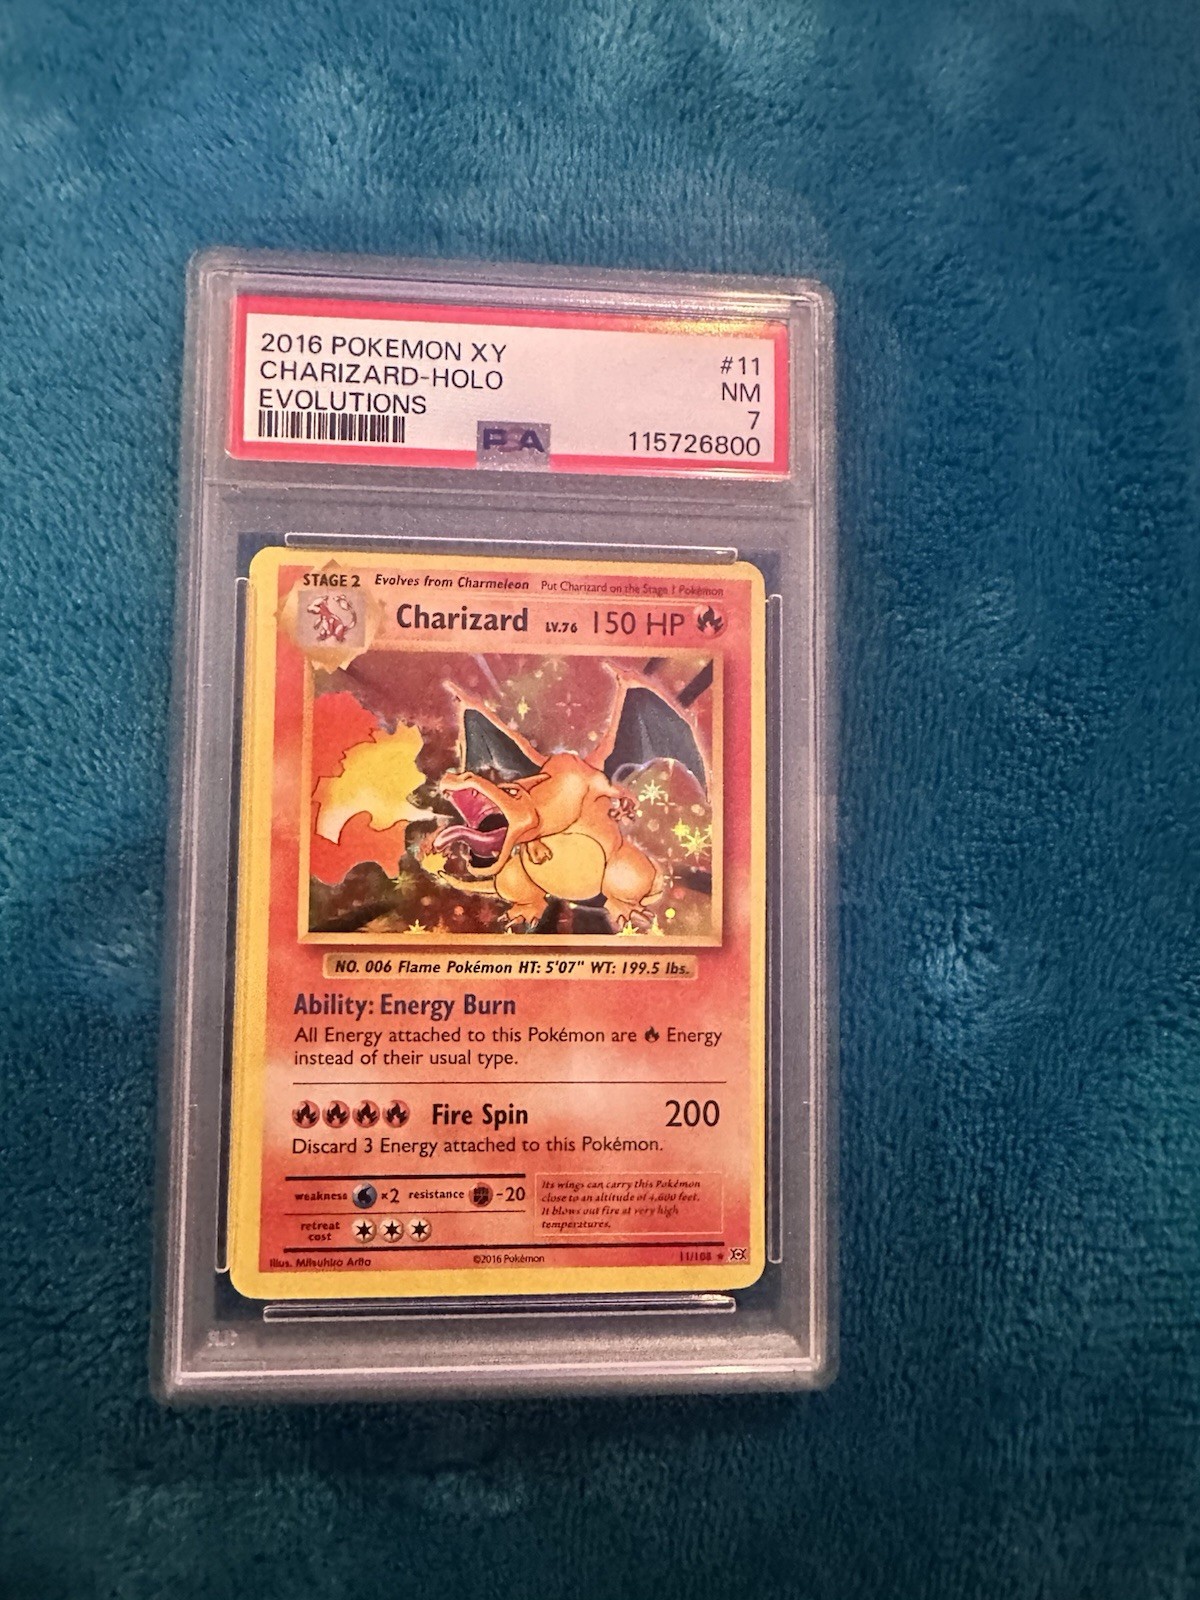 2016 POKEMON XY
CHARIZARD-HOLO
EVOLUTIONS
#11
NM
7
115726800
PSA
STAGE 2 Evolves from Charmeleon Put Charizard on the Stage 1 Pokémon
Charizard LV.76 150 HP
NO. 006 Flame Pokémon HT: 5'07" WT: 199.5 lbs.
Ability: Energy Burn
All Energy attached to this Pokémon are Energy
instead of their usual type.
Fire Spin 200
Discard 3 Energy attached to this Pokémon.
weakness ×2 resistance -20
retreat
cost
Its wings can carry this Pokémon
close to an altitude of 4,600 feet.
It blows out fire at very high
temperatures.
Illus. Mitsuhiro Arita ©2016 Pokémon 11/108